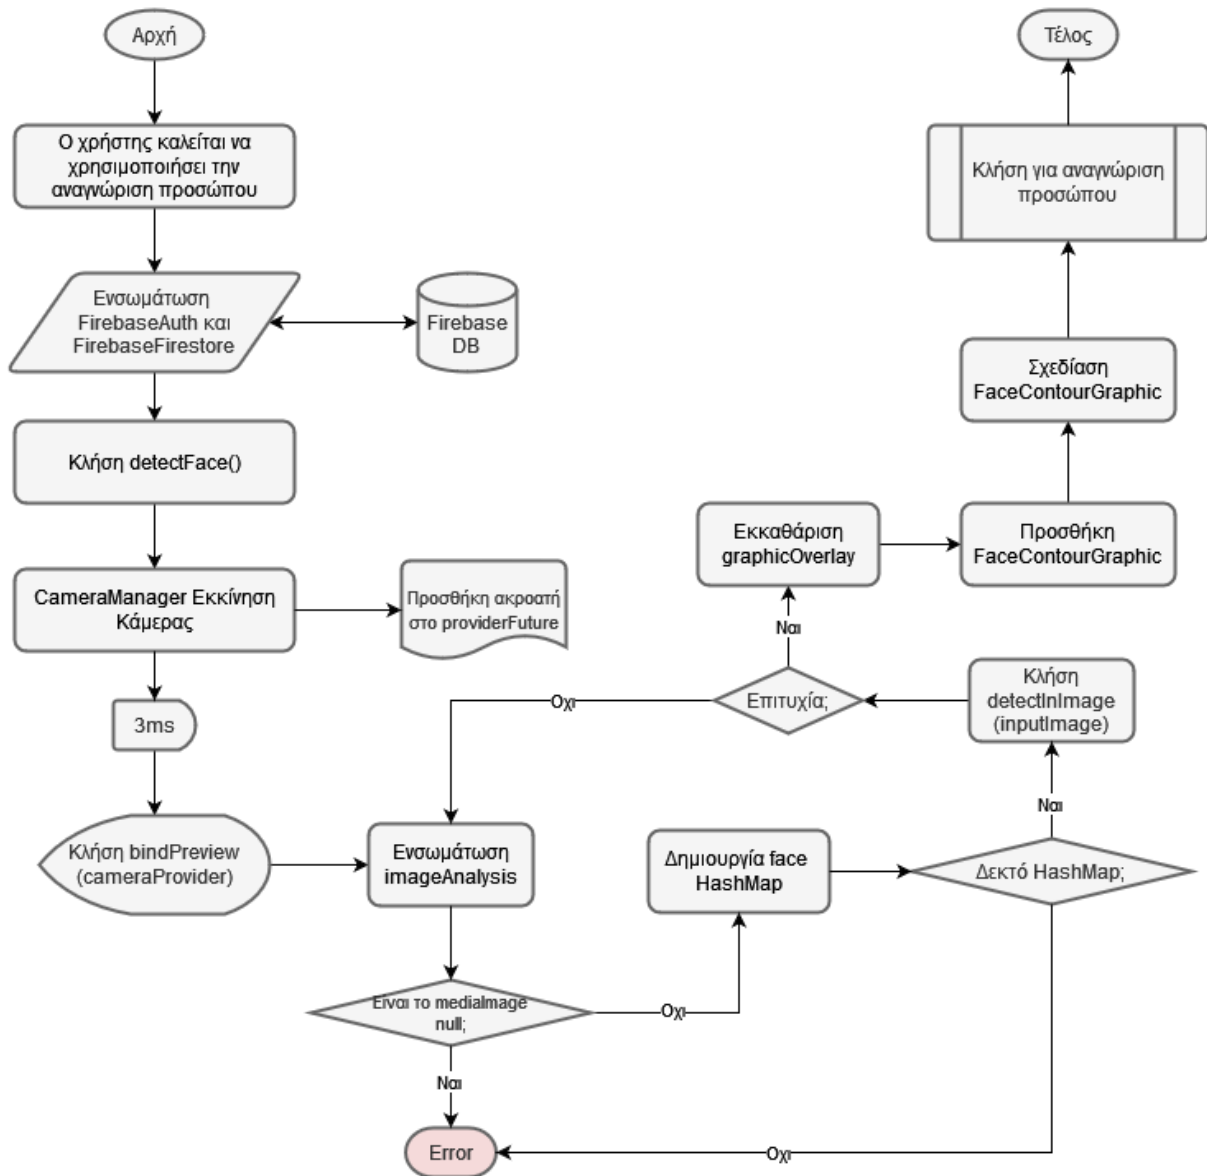 Αρχή
Ο χρήστης καλείται να
χρησιμοποιήσει την
αναγνώριση προσώπου
Ενσωμάτωση
FirebaseAuth και
FirebaseFirestore
Firebase
DB
Κλήση detectFace()
CameraManager Εκκίνηση
Κάμερας
Προσθήκη ακροατή
στο providerFuture
3ms
Κλήση bindPreview
(cameraProvider)
Ενσωμάτωση
imageAnalysis
Είναι το mediaImage
null;
Ναι
Error
Οχι
Δημιουργία face
HashMap
Δεκτό HashMap;
Οχι
Ναι
Κλήση
detectInImage
(inputImage)
Επιτυχία;
Οχι
Ναι
Εκκαθάριση
graphicOverlay
Προσθήκη
FaceContourGraphic
Σχεδίαση
FaceContourGraphic
Κλήση για αναγνώριση
προσώπου
Τέλος